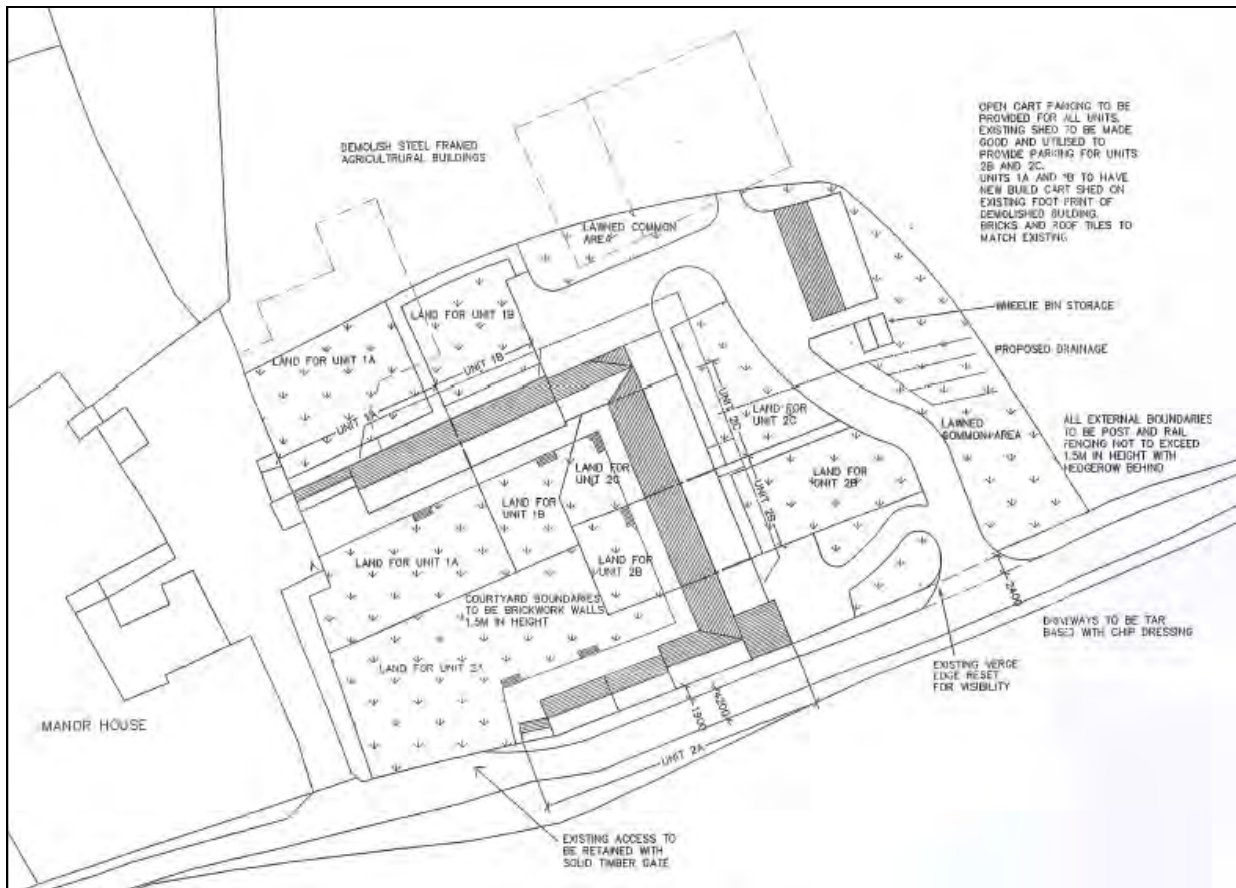 OPEN CART PARKING TO BE
PROVIDED FOR ALL UNITS.
EXISTING SHED TO BE MADE
GOOD AND UTILISED TO
PROVIDE PARKING FOR UNITS
2B AND 2C.
UNITS 1A AND 1B TO HAVE
NEW BUILD CART SHED ON
EXISTING FOOT PRINT OF
DEMOLISHED BUILDING.
BRICKS AND ROOF TILES TO
MATCH EXISTING
DEMOLISH STEEL FRAMED
AGRICULTRURAL BUILDINGS
LAWNED COMMON
AREA
WHEELIE BIN STORAGE
LAND FOR UNIT 1B
PROPOSED DRAINAGE
LAND FOR UNIT 1A
UNIT 1B
UNIT 1A
UNIT 2C
LAND FOR
UNIT 2C
LAWNED
COMMON AREA
ALL EXTERNAL BOUNDARIES
TO BE POST AND RAIL
FENCING NOT TO EXCEED
1.5M IN HEIGHT WITH
HEDGEROW BEHIND
LAND FOR
UNIT 2C
LAND FOR
UNIT 2B
LAND FOR
UNIT 1B
UNIT 2B
LAND FOR UNIT 1A
LAND FOR
UNIT 2B
COURTYARD BOUNDARIES
TO BE BRICKWORK WALLS
1.5M IN HEIGHT
2400
DRIVEWAYS TO BE TAR
BASED WITH CHIP DRESSING
LAND FOR UNIT 2A
EXISTING VERGE
EDGE RESET
FOR VISIBILITY
MANOR HOUSE
1900
4200
UNIT 2A
EXISTING ACCESS TO
BE RETAINED WITH
SOLID TIMBER GATE